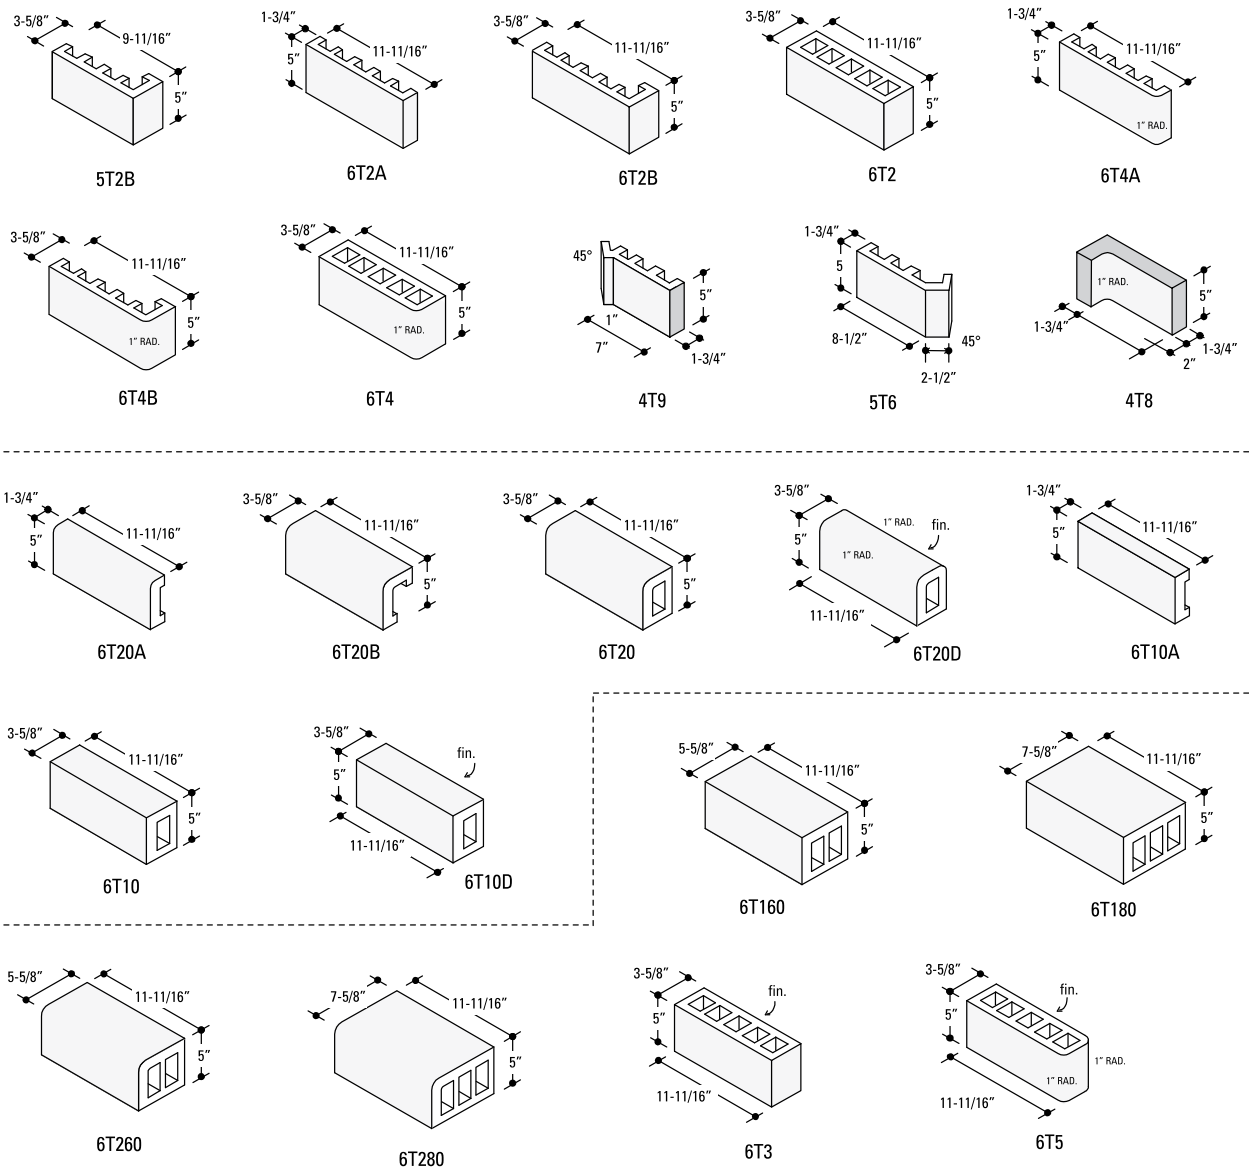 3-5/8”
9-11/16”
5”
5T2B
1-3/4”
11-11/16”
5”
6T2A
3-5/8”
11-11/16”
5”
6T2B
3-5/8”
11-11/16”
5”
6T2
1-3/4”
11-11/16”
5”
1” RAD.
6T4A
3-5/8”
11-11/16”
5”
1” RAD.
6T4B
3-5/8”
11-11/16”
5”
1” RAD.
6T4
45°
5”
1”
7”
1-3/4”
4T9
1-3/4”
5
8-1/2”
45°
2-1/2”
5T6
1” RAD.
5”
1-3/4”
1-3/4”
2”
4T8
1-3/4”
11-11/16”
5”
6T20A
3-5/8”
11-11/16”
5”
6T20B
3-5/8”
11-11/16”
5”
6T20
3-5/8”
1” RAD.
fin.
5”
1” RAD.
11-11/16”
6T20D
1-3/4”
11-11/16”
5”
6T10A
3-5/8”
11-11/16”
5”
6T10
3-5/8”
fin.
5”
11-11/16”
6T10D
5-5/8”
11-11/16”
5”
6T160
7-5/8”
11-11/16”
5”
6T180
5-5/8”
11-11/16”
5”
6T260
7-5/8”
11-11/16”
5”
6T280
3-5/8”
fin.
5”
11-11/16”
6T3
3-5/8”
fin.
5”
1” RAD.
1” RAD.
11-11/16”
6T5